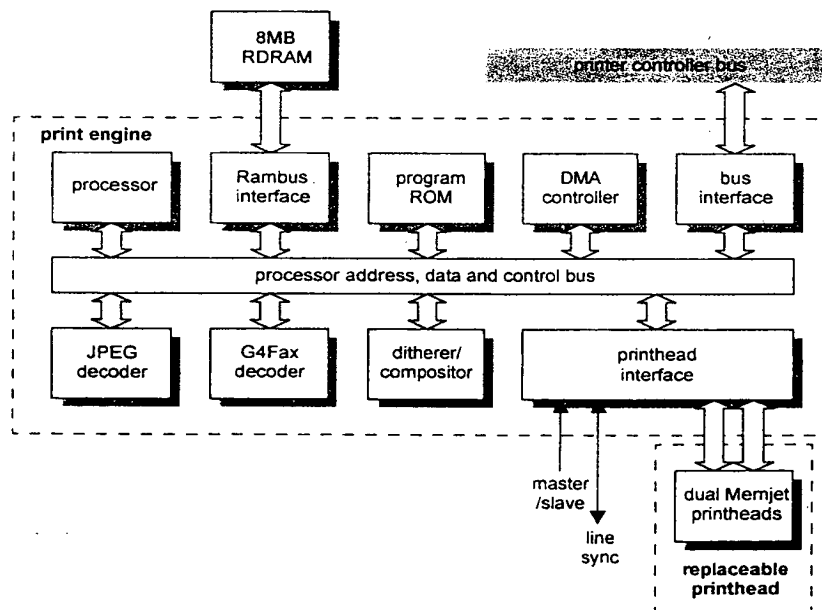 8MB
RDRAM
printer controller bus
print engine
processor
Rambus
interface
program
ROM
DMA
controller
bus
interface
processor address, data and control bus
JPEG
decoder
G4Fax
decoder
ditherer/
compositor
printhead
interface
master
/slave
line
sync
dual Memjet
printheads
replaceable
printhead